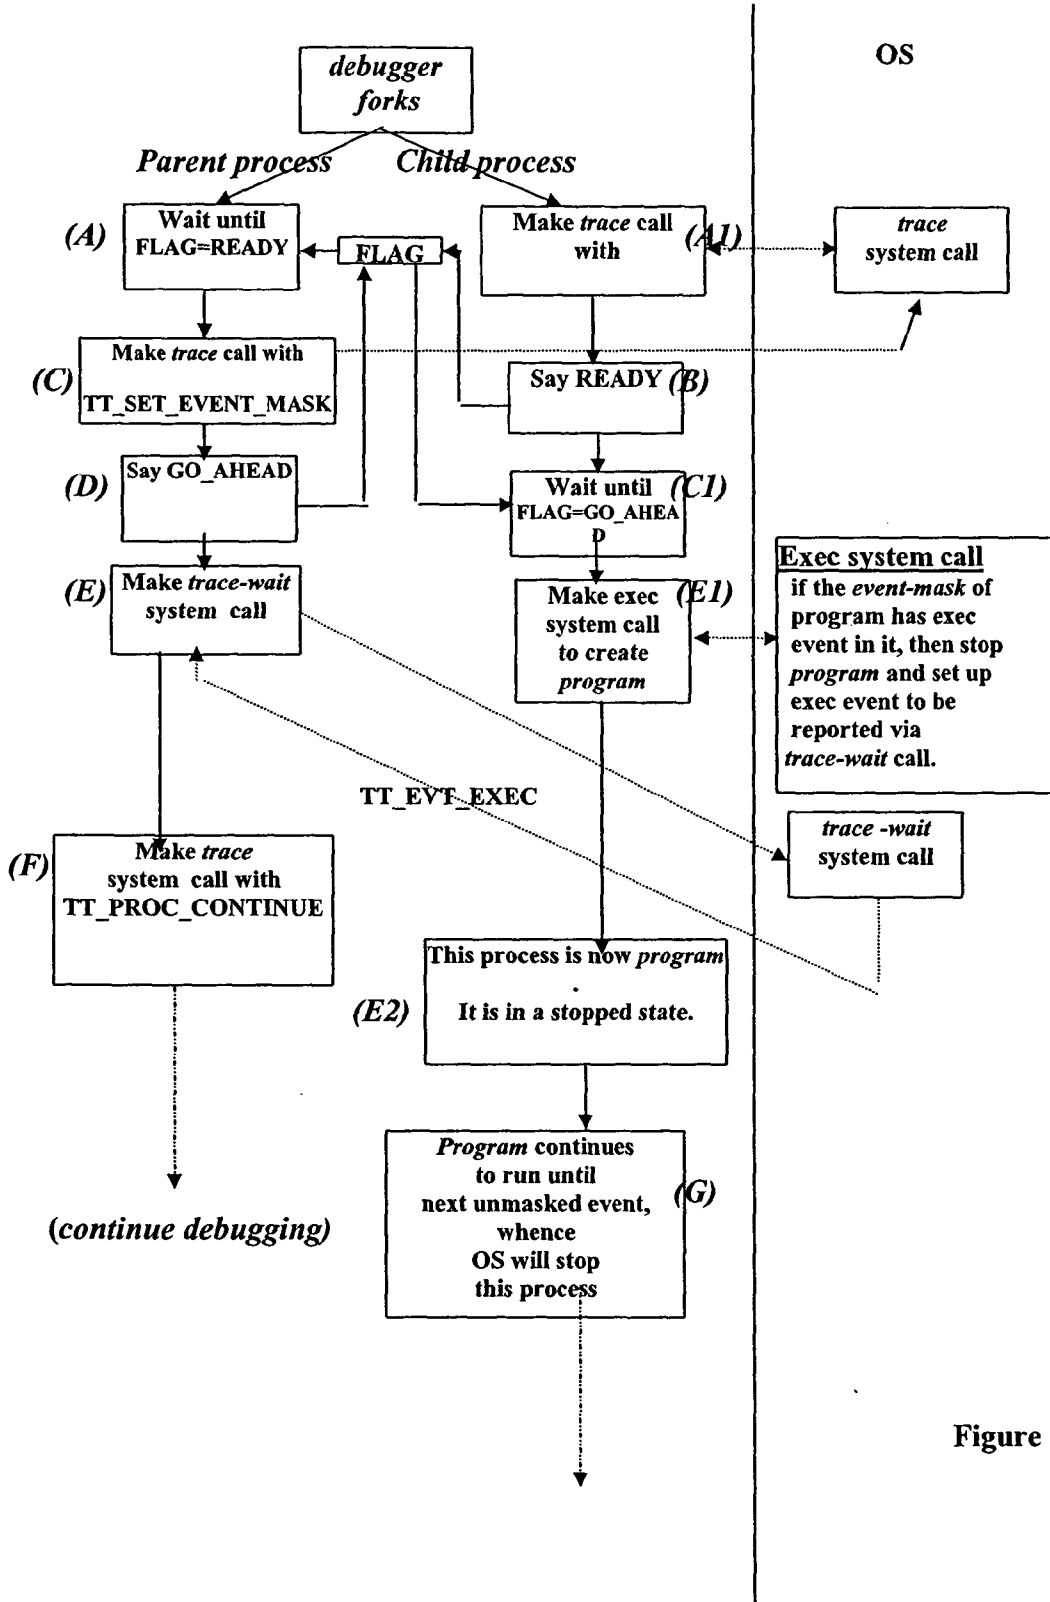 OS
debugger
forks
Parent process
Child process
(A)
Wait until
FLAG=READY
FLAG
Make trace call
with
(A1)
trace
system call
(C)
Make trace call with
TT_SET_EVENT_MASK
Say READY
(B)
(D)
Say GO_AHEAD
Wait until
FLAG=GO_AHEA
D
(C1)
(E)
Make trace-wait
system call
Make exec
system call
to create
program
(E1)
Exec system call
if the event-mask of
program has exec
event in it, then stop
program and set up
exec event to be
reported via
trace-wait call.
TT_EVT_EXEC
trace -wait
system call
(F)
Make trace
system call with
TT_PROC_CONTINUE
(E2)
This process is now program
.
It is in a stopped state.
Program continues
to run until
next unmasked event,
whence
OS will stop
this process
(G)
(continue debugging)
Figure